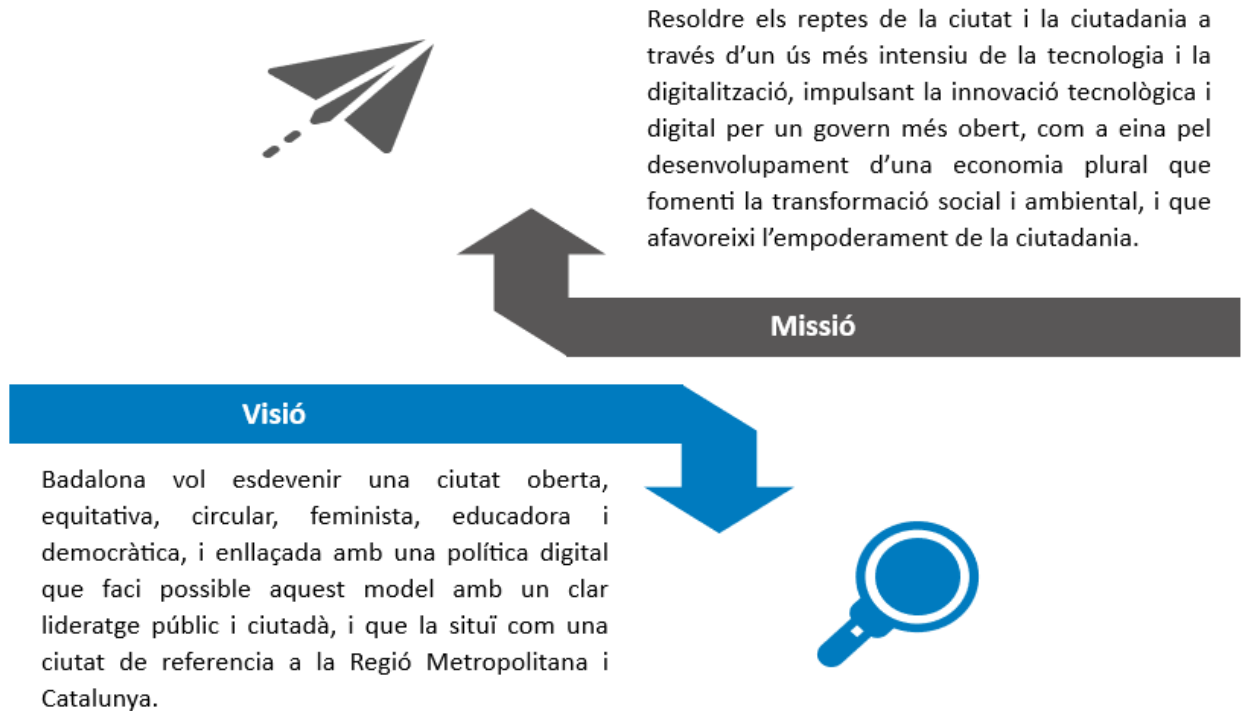 Resoldre els reptes de la ciutat i la ciutadania a
través d’un ús més intensiu de la tecnologia i la
digitalització, impulsant la innovació tecnològica i
digital per un govern més obert, com a eina pel
desenvolupament d’una economia plural que
fomenti la transformació social i ambiental, i que
afavoreixi l’empoderament de la ciutadania.
Missió
Visió
Badalona vol esdevenir una ciutat oberta,
equitativa, circular, feminista, educadora i
democràtica, i enllaçada amb una política digital
que faci possible aquest model amb un clar
lideratge públic i ciutadà, i que la situï com una
ciutat de referencia a la Regió Metropolitana i
Catalunya.